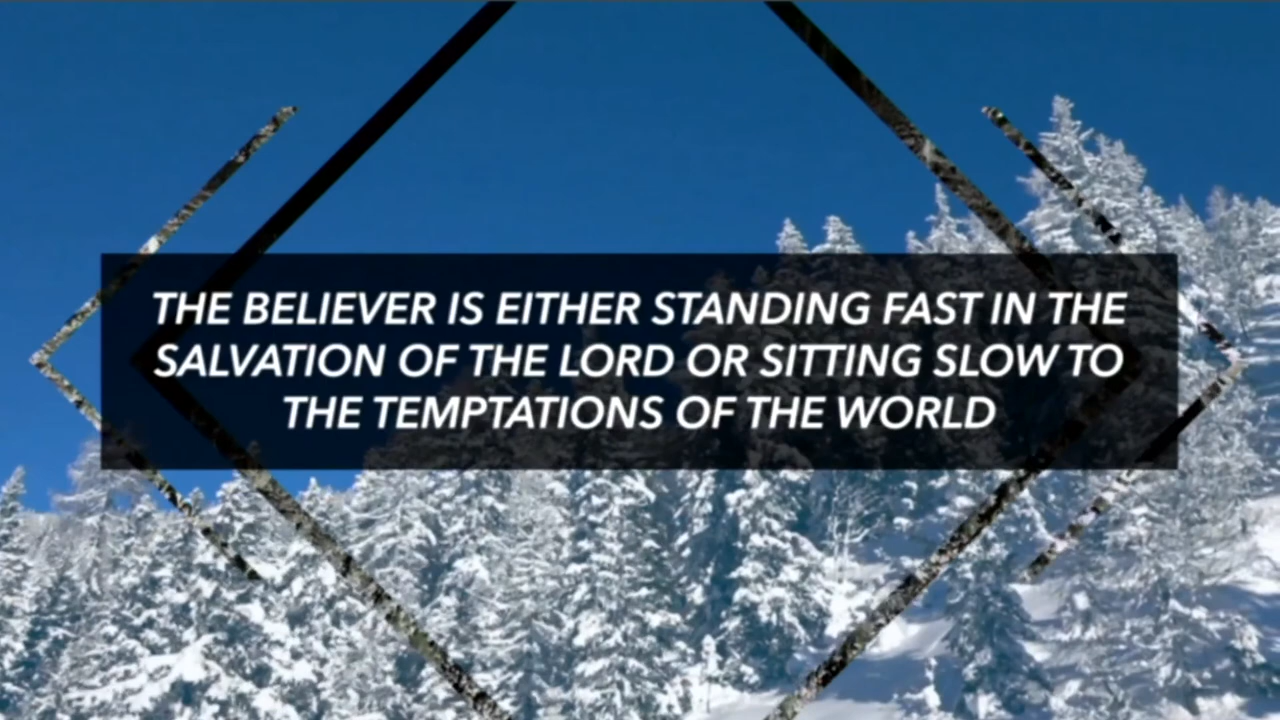 THE BELIEVER IS EITHER STANDING FAST IN THE
SALVATION OF THE LORD OR SITTING SLOW TO
THE TEMPTATIONS OF THE WORLD